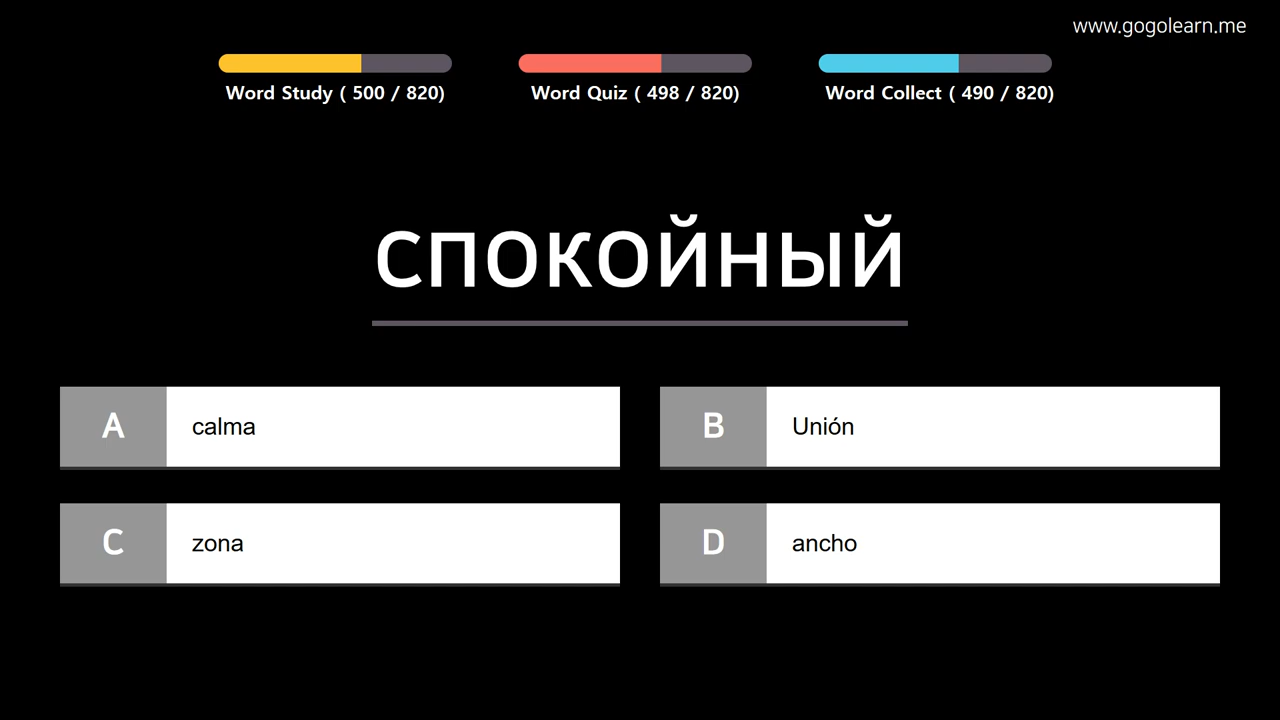 www.gogolearn.me
Word Study ( 500 / 820)
Word Quiz ( 498 / 820)
Word Collect ( 490 / 820)
спокойный
A calma
B Unión
C zona
D ancho